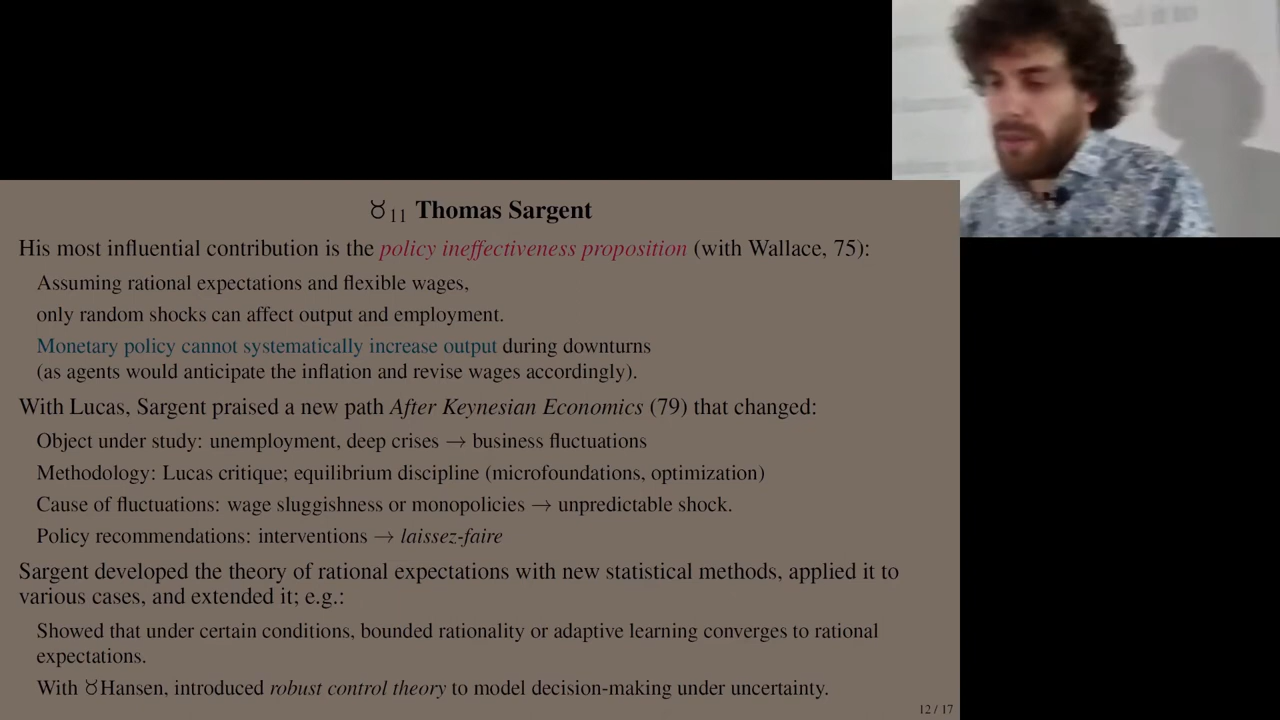 ♉11 Thomas Sargent
His most influential contribution is the policy ineffectiveness proposition (with Wallace, 75):
Assuming rational expectations and flexible wages,
only random shocks can affect output and employment.
Monetary policy cannot systematically increase output during downturns
(as agents would anticipate the inflation and revise wages accordingly).
With Lucas, Sargent praised a new path After Keynesian Economics (79) that changed:
Object under study: unemployment, deep crises → business fluctuations
Methodology: Lucas critique; equilibrium discipline (microfoundations, optimization)
Cause of fluctuations: wage sluggishness or monopolicies → unpredictable shock.
Policy recommendations: interventions → laissez-faire
Sargent developed the theory of rational expectations with new statistical methods, applied it to
various cases, and extended it; e.g.:
Showed that under certain conditions, bounded rationality or adaptive learning converges to rational
expectations.
With ♉Hansen, introduced robust control theory to model decision-making under uncertainty.
12 / 17